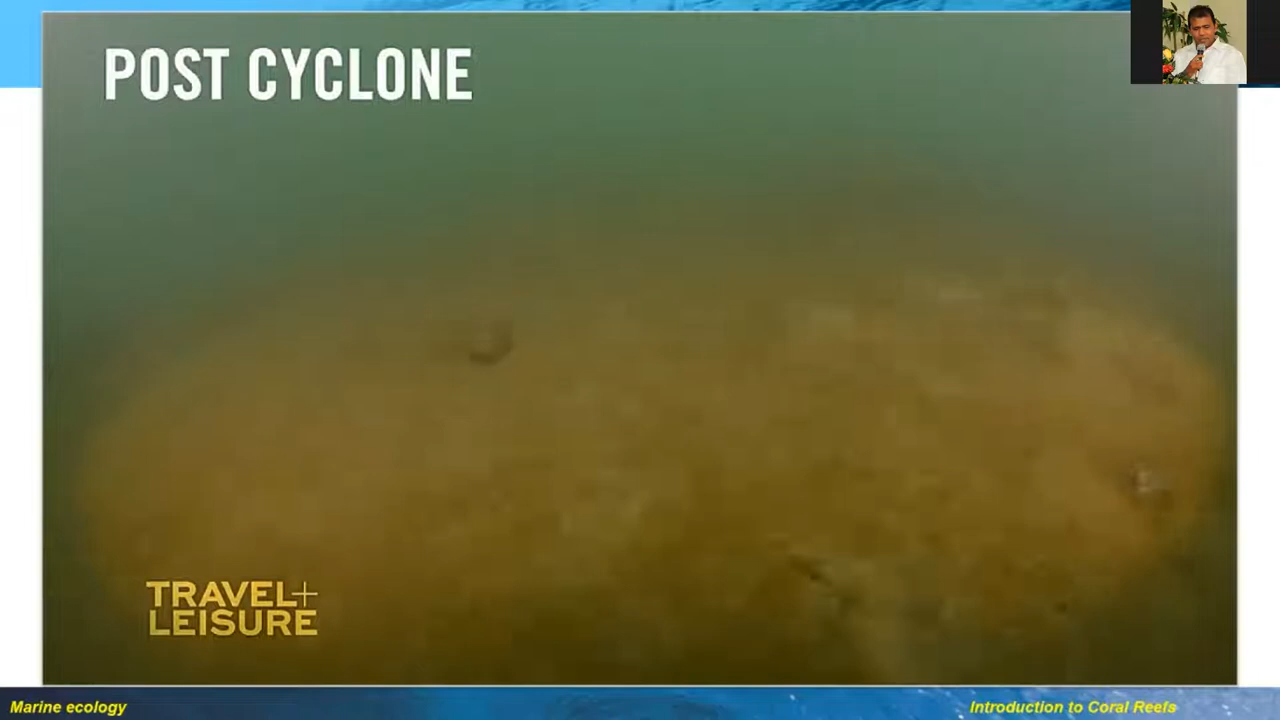 POST CYCLONE
TRAVEL+
LEISURE
Marine ecology
Introduction to Coral Reefs